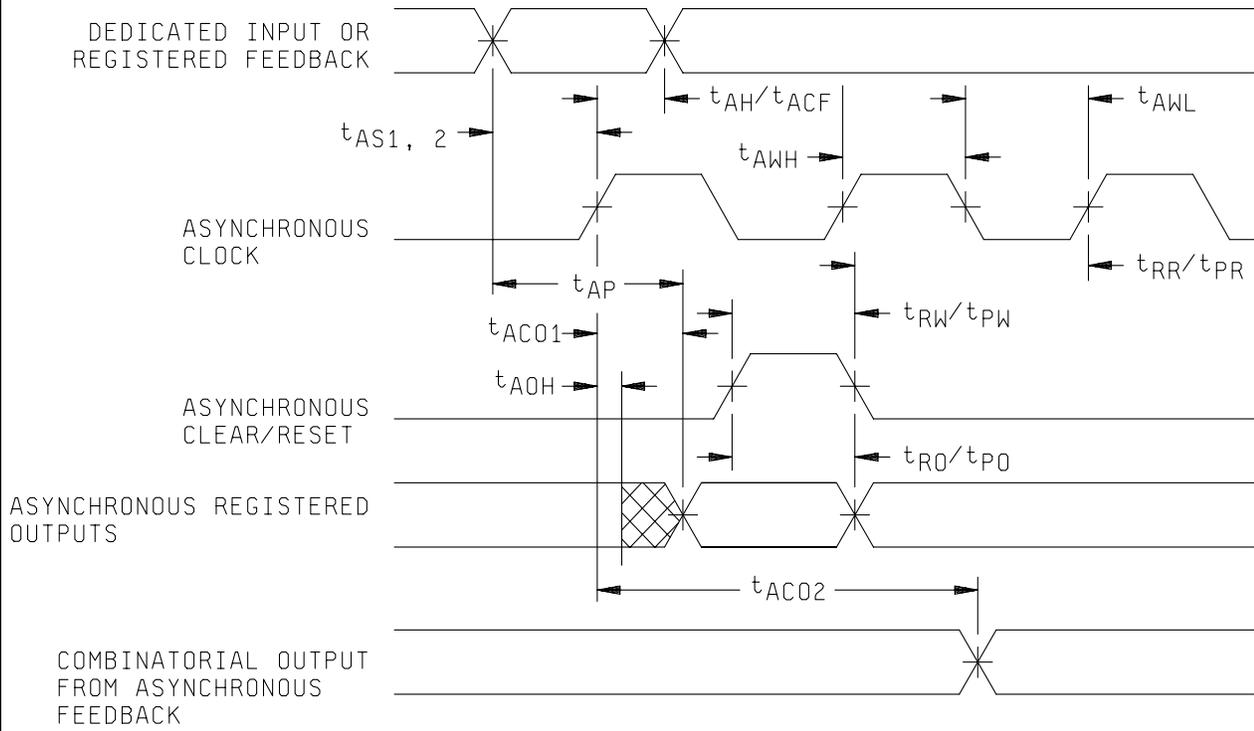 DEDICATED INPUT OR
REGISTERED FEEDBACK
tAH/tACF
tAWL
tAS1, 2
tAWH
ASYNCHRONOUS
CLOCK
tRR/tPR
tAP
tRW/tPW
tACO1
tAOH
ASYNCHRONOUS
CLEAR/RESET
tRO/tPO
ASYNCHRONOUS REGISTERED
OUTPUTS
tACO2
COMBINATORIAL OUTPUT
FROM ASYNCHRONOUS
FEEDBACK